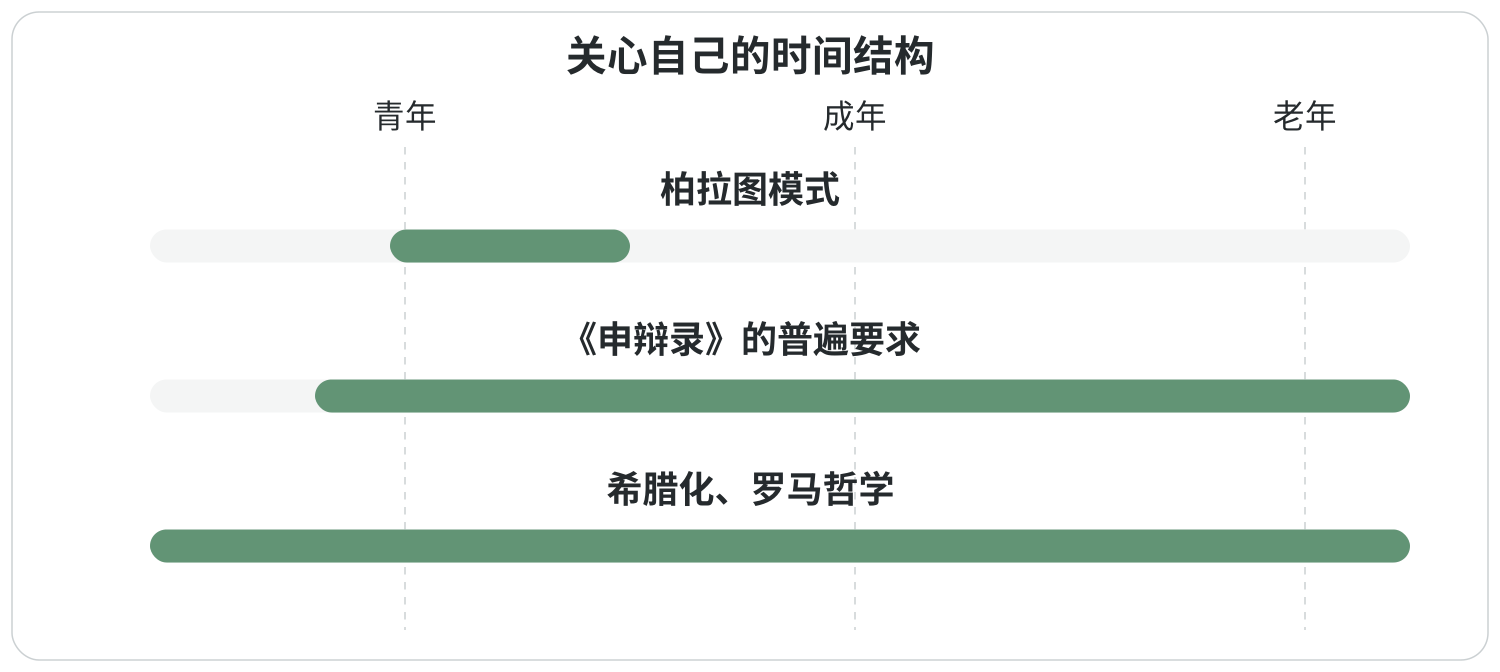 关心自己的时间结构
青年 成年 老年
柏拉图模式
《申辩录》的普遍要求
希腊化、罗马哲学